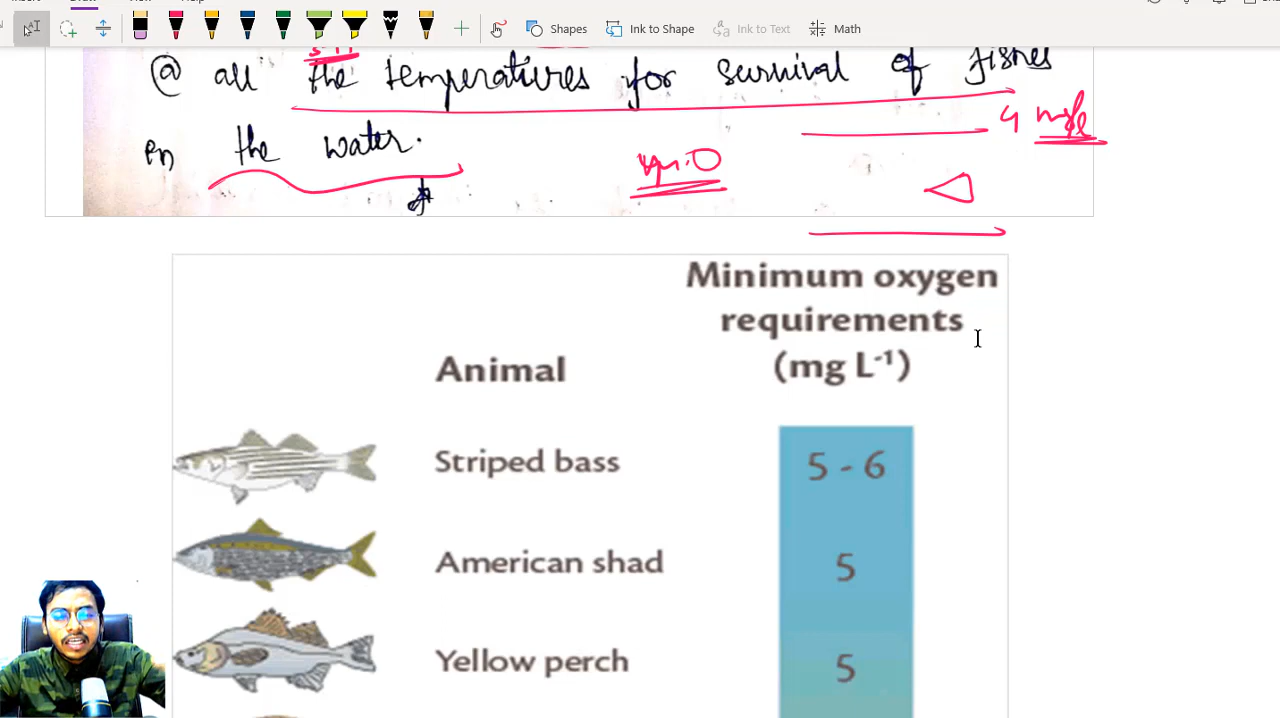 Shapes
Ink to Shape
Ink to Text
Math
@ all the temperatures for survival of fishes
4 mg/l
in the water.
Minimum oxygen
requirements
(mg L⁻¹)
Animal
Striped bass 5 - 6
American shad 5
Yellow perch 5